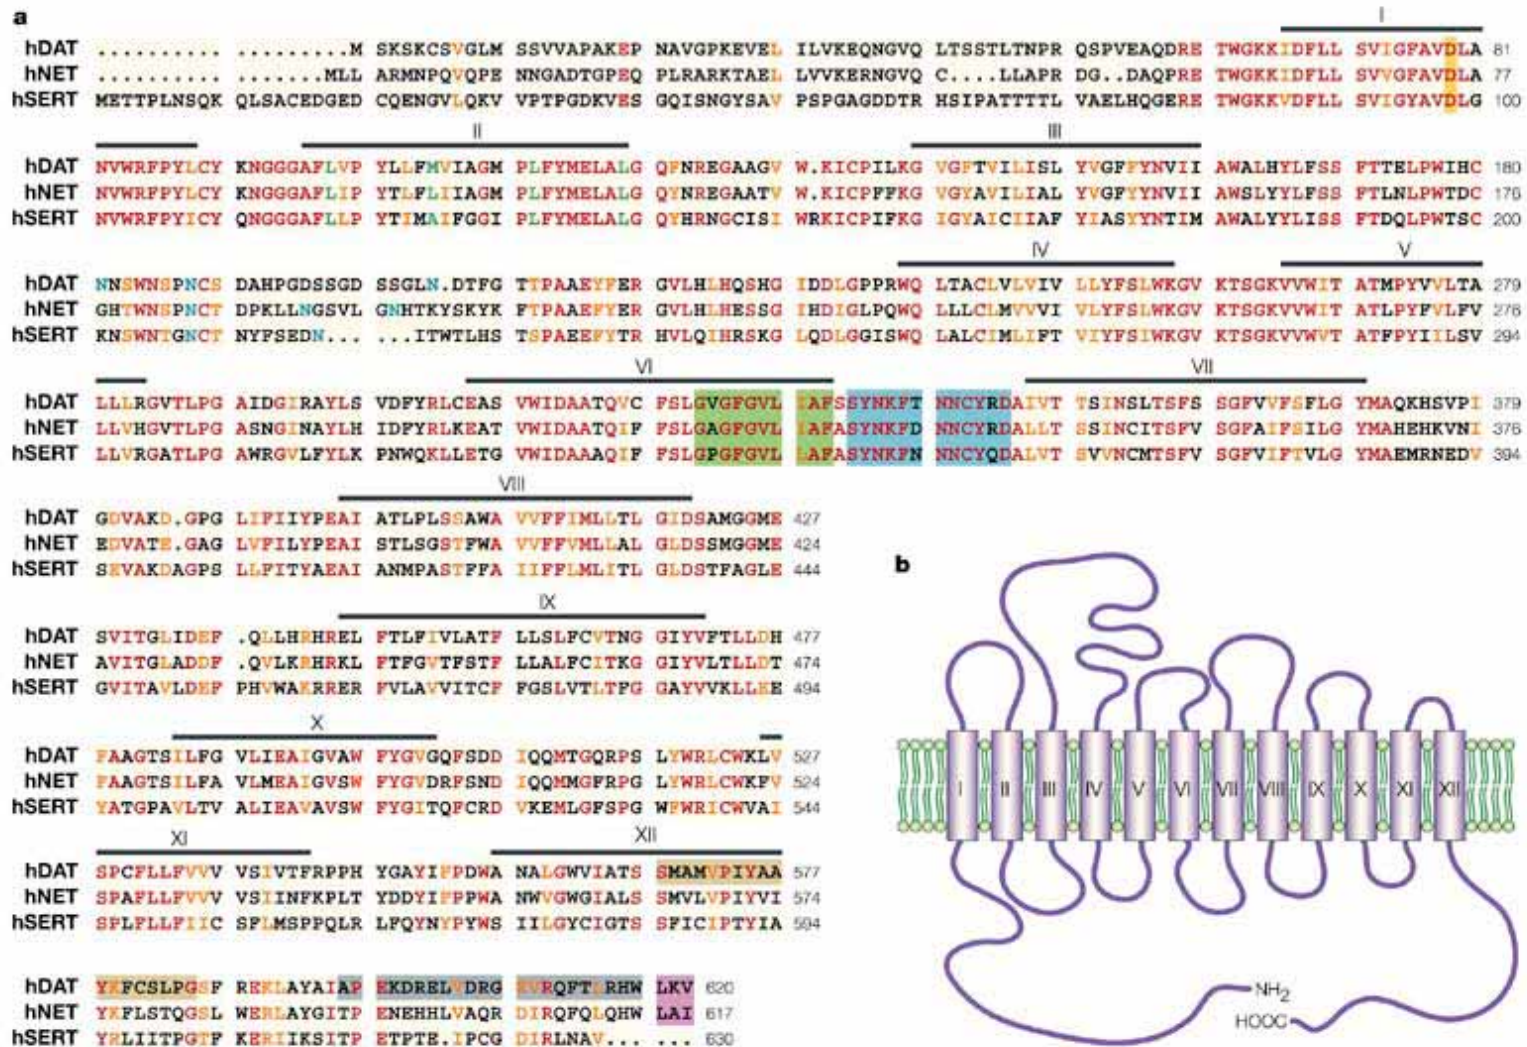 a
I
hDAT .......... .........M SKSKCSVGLM SSVVAPAKEP NAVGPKEVEL ILVKEQNGVQ LTSSTLTNPR QSPVEAQDRE TWGKKIDFLL SVIGFAVDLA 81
hNET .......... .......MLL ARMNPQVQPE NNGADTGPEQ PLRARKTAEL LVVKERNGVQ C....LLAPR DG..DAQPRE TWGKKIDFLL SVVGFAVDLA 77
hSERT METTPLNSQK QLSACEDGED CQENGVLQKV VPTPGDKVES GQISNGYSAV PSPGAGDDTR HSIPATTTTL VAELHQGERE TWGKKVDFLL SVIGYAVDLG 100
II III
hDAT NVWRFPYLCY KNGGGAFLVP YLLFMVIAGM PLFYMELALG QFNREGAAGV W.KICPILKG VGFTVILISL YVGFFYNVII AWALHYLFSS FTTELPWIHC 180
hNET NVWRFPYLCY KNGGGAFLIP YTLFLIIAGM PLFYMELALG QYNREGAATV W.KICPFFKG VGYAVILIAL YVGFYYNVII AWSLYYLFSS FTLNLPWTDC 176
hSERT NVWRFPYICY QNGGGAFLLP YTIMAIFGGI PLFYMELALG QYHRNGCISI WRKICPIFKG IGYAICIIAF YIASYYNTIM AWALYYLISS FTDQLPWTSC 200
IV V
hDAT NNSWNSPNCS DAHPGDSSGD SSGLN.DTFG TTPAAEYFER GVLHLHQSHG IDDLGPPRWQ LTACLVLVIV LLYFSLWKGV KTSGKVVWIT ATMPYVVLTA 279
hNET GHTWNSPNCT DPKLLNGSVL GNHTKYSKYK FTPAAEFYER GVLHLHESSG IHDIGLPQWQ LLLCLMVVVI VLYFSLWKGV KTSGKVVWIT ATLPYFVLFV 276
hSERT KNSWNTGNCT NYFSEDN... ...ITWTLHS TSPAEEFYTR HVLQIHRSKG LQDLGGISWQ LALCIMLIFT VIYFSIWKGV KTSGKVVWVT ATFPYIILSV 294
VI VII
hDAT LLLRGVTLPG AIDGIRAYLS VDFYRLCEAS VWIDAATQVC FSLGVGFGVL IAFSSYNKFT NNCYRDAIVT TSINSLTSFS SGFVVFSFLG YMAQKHSVPI 379
hNET LLVHGVTLPG ASNGINAYLH IDFYRLKEAT VWIDAATQIF FSLGAGFGVL IAFASYNKFD NNCYRDALLT SSINCITSFV SGFAIFSILG YMAHEHKVNI 376
hSERT LLVRGATLPG AWRGVLFYLK PNWQKLLETG VWIDAAAQIF FSLGPGFGVL LAFASYNKFN NNCYQDALVT SVVNCMTSFV SGFVIFTVLG YMAEMRNEDV 394
VIII
hDAT GDVAKD.GPG LIFIIYPEAI ATLPLSSAWA VVFFIMLLTL GIDSAMGGME 427
hNET EDVATE.GAG LVFILYPEAI STLSGSTFWA VVFFVMLLAL GLDSSMGGME 424
hSERT SEVAKDAGPS LLFITYAEAI ANMPASTFFA IIFFLMLITL GLDSTFAGLE 444
IX
hDAT SVITGLIDEF .QLLHRHREL FTLFIVLATF LLSLFCVTNG GIYVFTLLDH 477
hNET AVITGLADDF .QVLKRHRKL FTFGVTFSTF LLALFCITKG GIYVLTLLDT 474
hSERT GVITAVLDEF PHVWAKRRER FVLAVVITCF FGSLVTLTFG GAYVVKLLEE 494
X
hDAT FAAGTSILFG VLIEAIGVAW FYGVGQFSDD IQQMTGQRPS LYWRLCWKLV 527
hNET FAAGTSILFA VLMEAIGVSW FYGVDRFSND IQQMMGFRPG LYWRLCWKFV 524
hSERT YATGPAVLTV ALIEAVAVSW FYGITQFCRD VKEMLGFSPG WFWRICWVAI 544
XI XII
hDAT SPCFLLFVVV VSIVTFRPPH YGAYIFPDWA NALGWVIATS SMAMVPIYAA 577
hNET SPAFLLFVVV VSIINFKPLT YDDYIFPPWA NWVGWGIALS SMVLVPIYVI 574
hSERT SPLFLLFIIC SFLMSPPQLR LFQYNYPYWS IILGYCIGTS SFICIPTYIA 594
hDAT YKFCSLPGSF REKLAYAIAP EKDRELVDRG EVRQFTLRHW LKV 620
hNET YKFLSTQGSL WERLAYGITP ENEHHLVAQR DIRQFQLQHW LAI 617
hSERT YRLIITPGTF KERIIKSITP ETPTE.IPCG DIRLNAV... ... 630
b
I II III IV V VI VII VIII IX X XI XII
NH2
HOOC